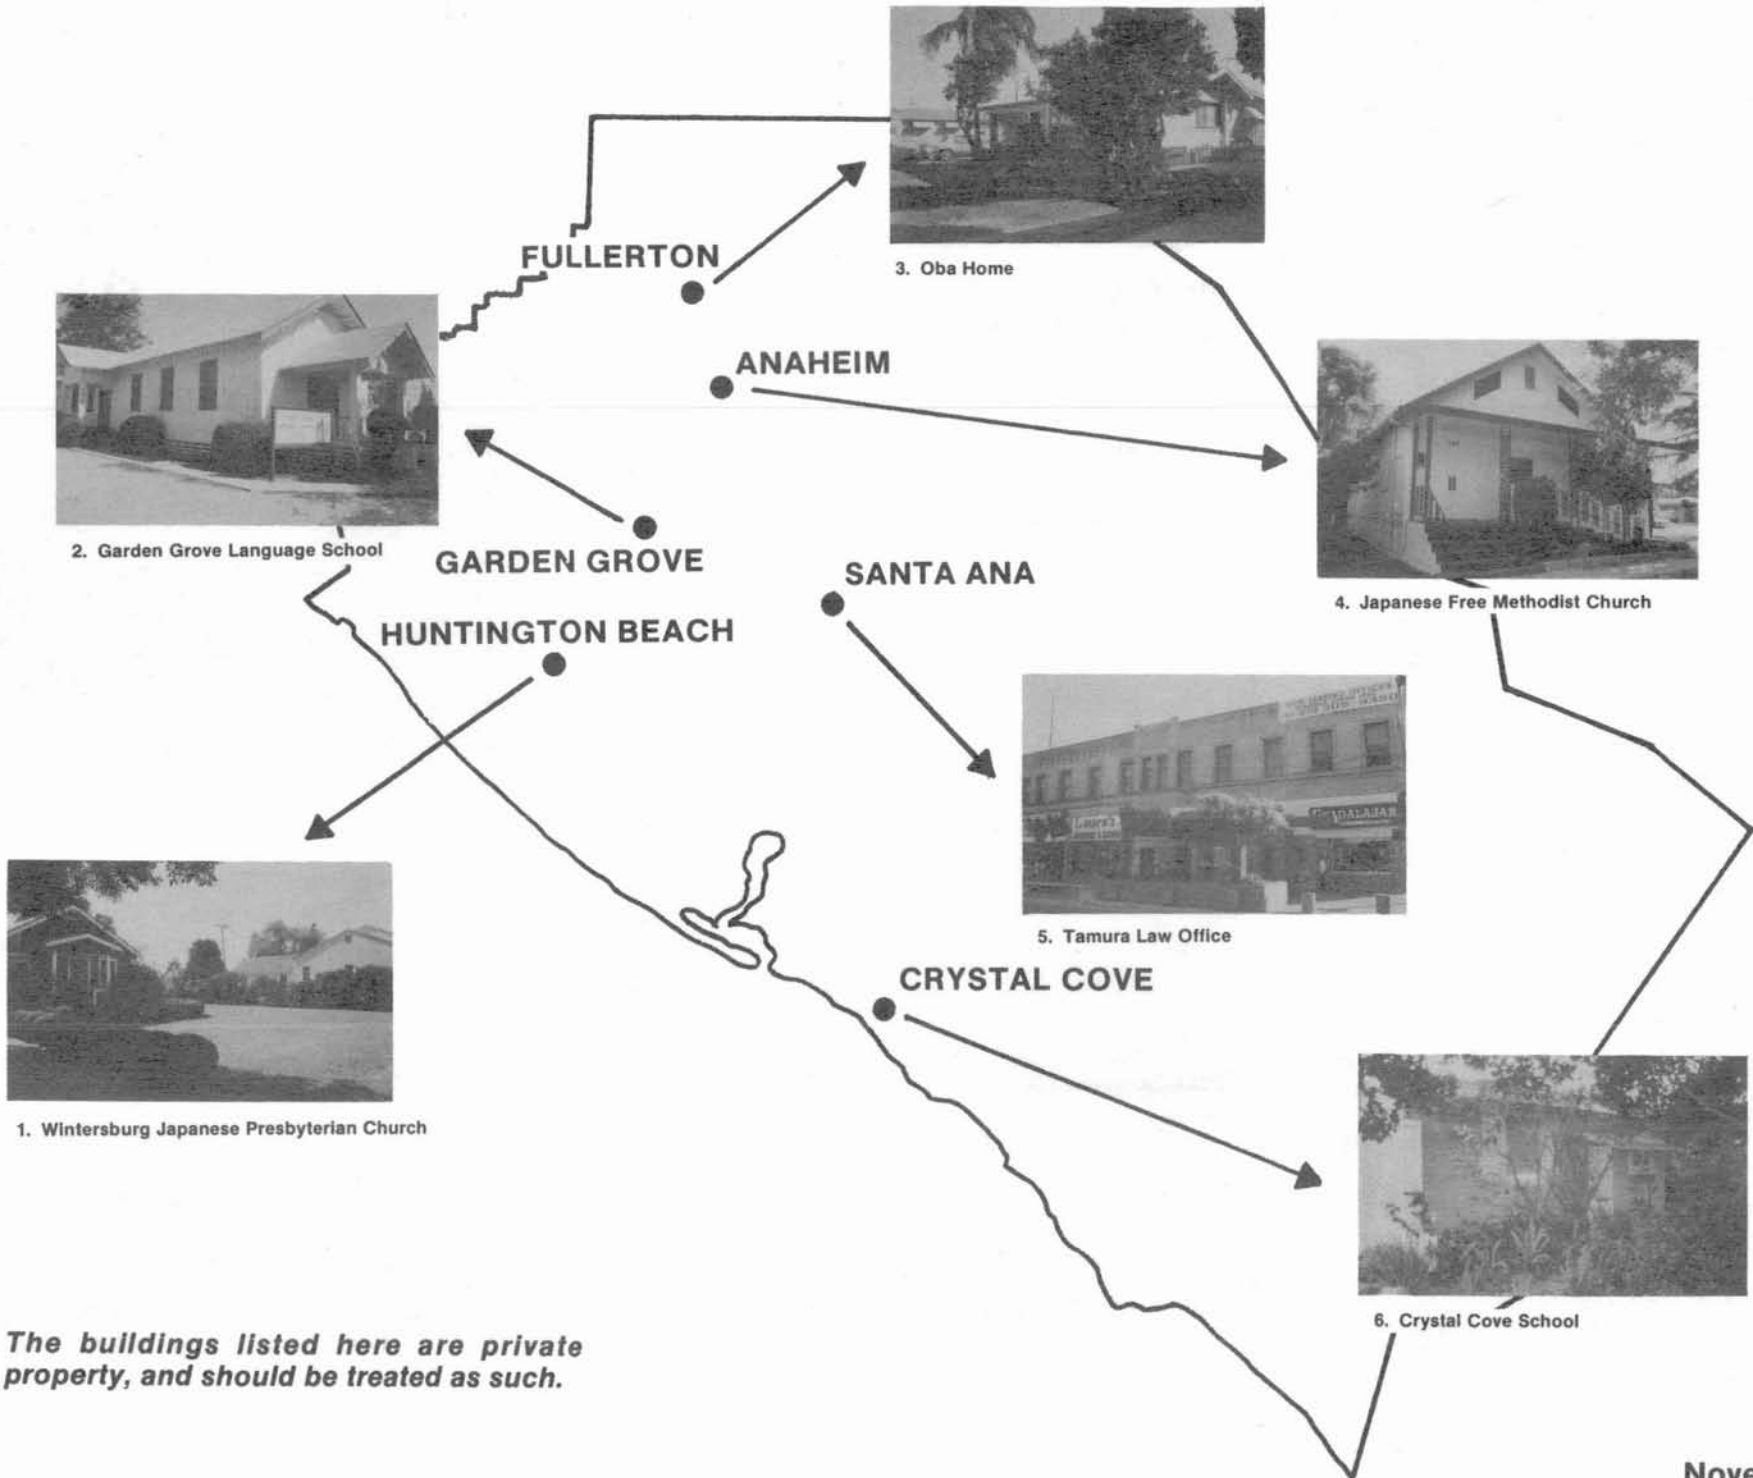 3. Oba Home
FULLERTON
ANAHEIM
2. Garden Grove Language School
GARDEN GROVE
SANTA ANA
4. Japanese Free Methodist Church
HUNTINGTON BEACH
5. Tamura Law Office
CRYSTAL COVE
1. Wintersburg Japanese Presbyterian Church
6. Crystal Cove School
The buildings listed here are private
property, and should be treated as such.